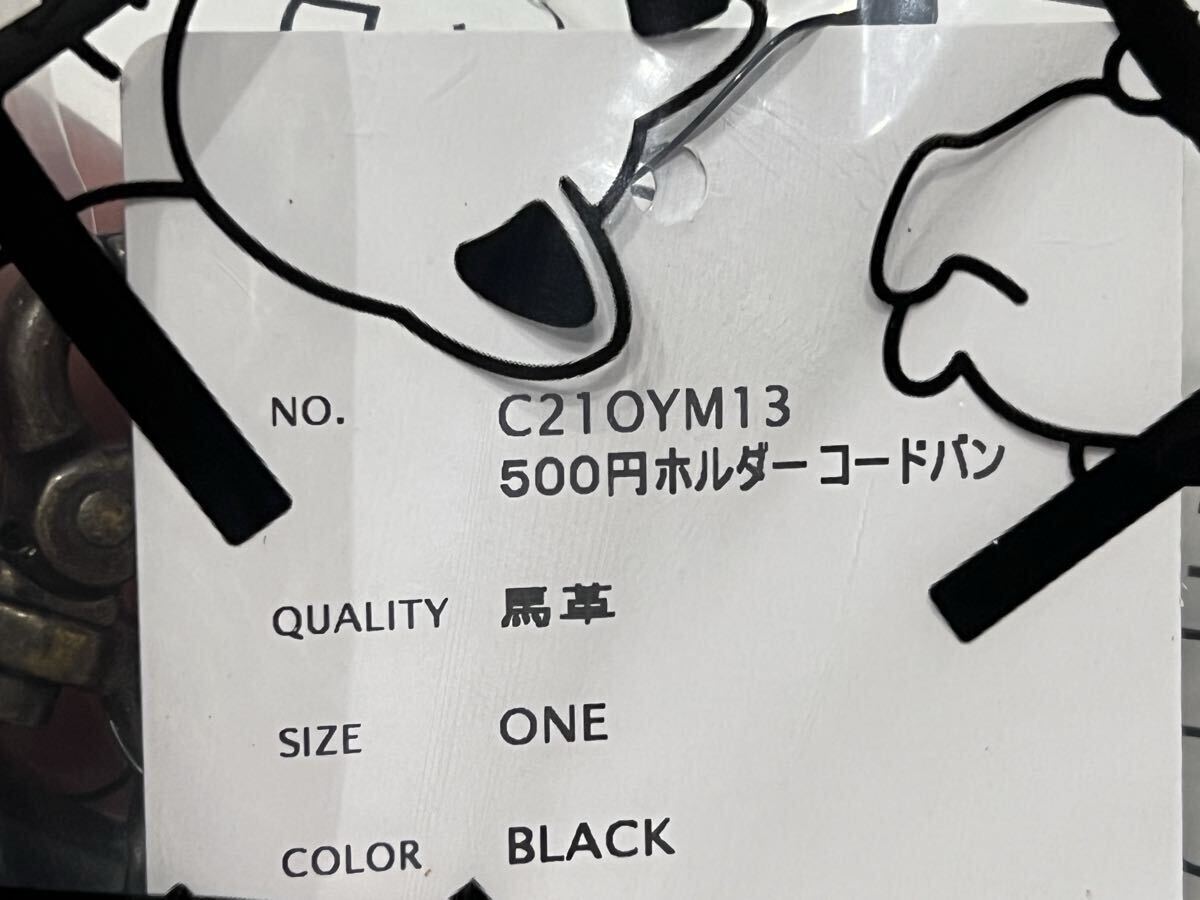 NO. C21OYM13
500円ホルダー コードバン
QUALITY 馬革
SIZE ONE
COLOR BLACK